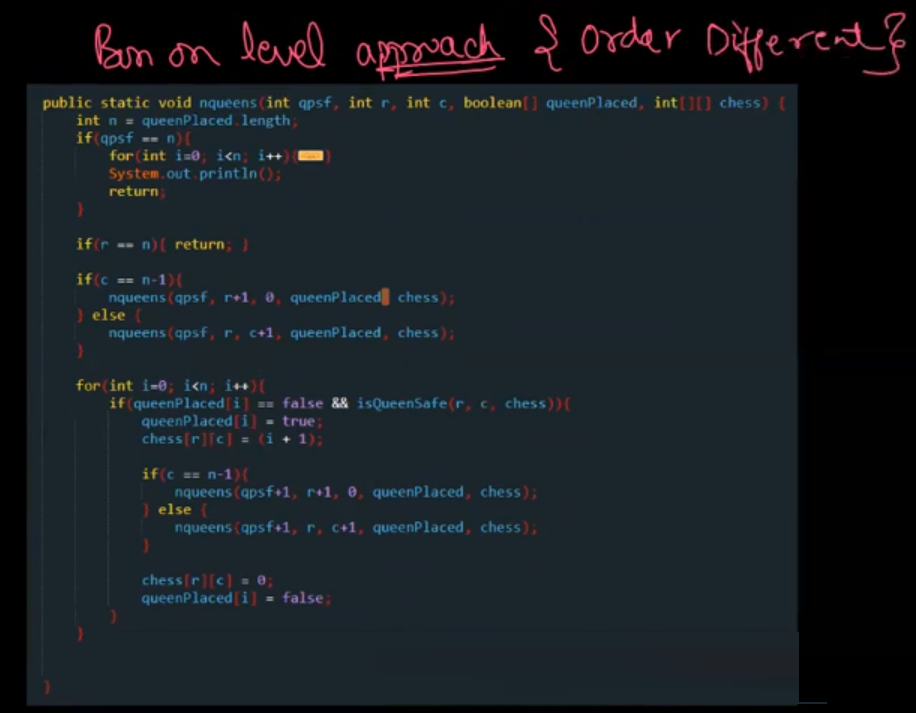 Box on level approach { Order Different }
public static void nqueens(int qpsf, int r, int c, boolean[] queenPlaced, int[][] chess) {
int n = queenPlaced.length;
if(qpsf == n){
for(int i=0; i<n; i++){...}
System.out.println();
return;
}
if(r == n){ return; }
if(c == n-1){
nqueens(qpsf, r+1, 0, queenPlaced, chess);
} else {
nqueens(qpsf, r, c+1, queenPlaced, chess);
}
for(int i=0; i<n; i++){
if(queenPlaced[i] == false && isQueenSafe(r, c, chess)){
queenPlaced[i] = true;
chess[r][c] = (i + 1);
if(c == n-1){
nqueens(qpsf+1, r+1, 0, queenPlaced, chess);
} else {
nqueens(qpsf+1, r, c+1, queenPlaced, chess);
}
chess[r][c] = 0;
queenPlaced[i] = false;
}
}
}